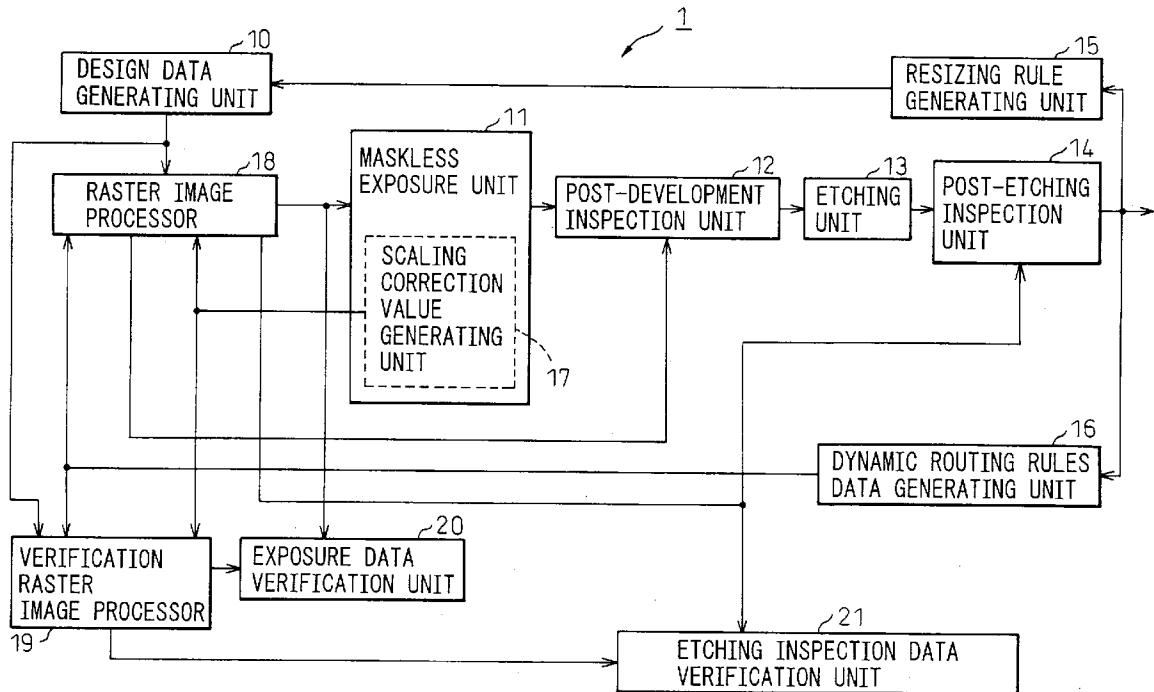 1
10
DESIGN DATA
GENERATING UNIT
15
RESIZING RULE
GENERATING UNIT
11
MASKLESS
EXPOSURE UNIT
18
RASTER IMAGE
PROCESSOR
12
POST-DEVELOPMENT
INSPECTION UNIT
13
ETCHING
UNIT
14
POST-ETCHING
INSPECTION
UNIT
SCALING
CORRECTION
VALUE
GENERATING
UNIT
17
16
DYNAMIC ROUTING RULES
DATA GENERATING UNIT
VERIFICATION
RASTER
IMAGE PROCESSOR
19
20
EXPOSURE DATA
VERIFICATION UNIT
21
ETCHING INSPECTION DATA
VERIFICATION UNIT